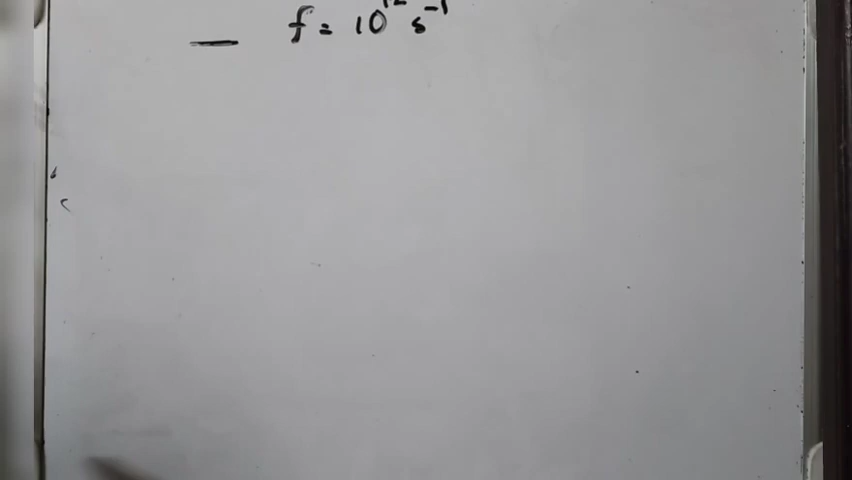 — f = 10¹² s⁻¹